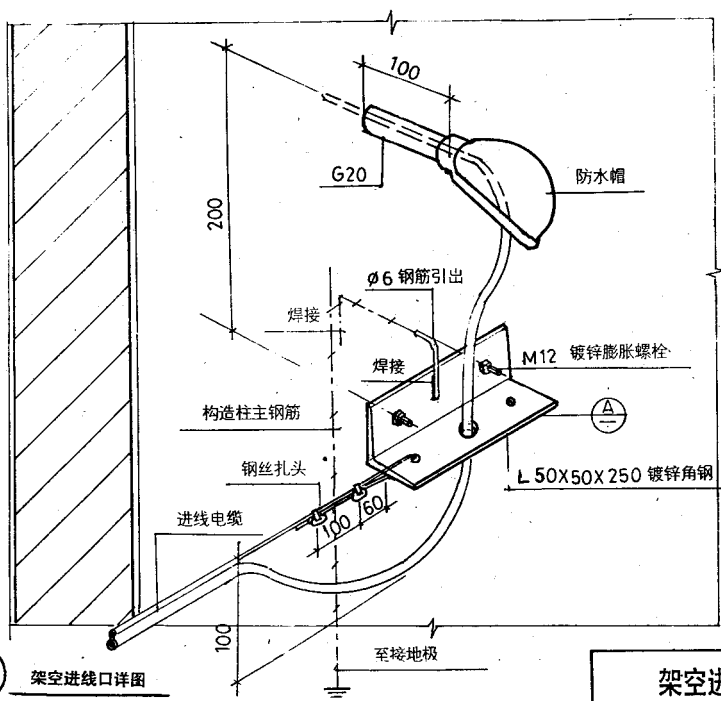 100
G20
防水帽
200
ø6 钢筋引出
焊接
焊接
M12 镀锌膨胀螺栓
A
构造柱主钢筋
L 50X50X250 镀锌角钢
钢丝扎头
60
100
进线电缆
100
至接地极
架空进线口详图
架空进